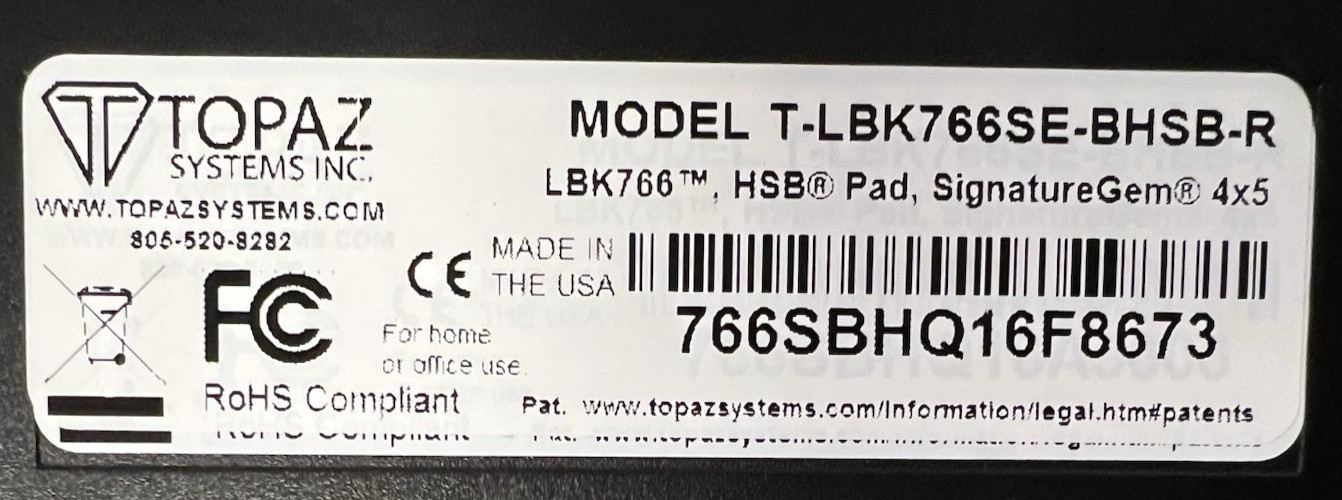 TOPAZ
SYSTEMS INC.
WWW.TOPAZSYSTEMS.COM
805-520-8282
MODEL T-LBK766SE-BHSB-R
LBK766™, HSB® Pad, SignatureGem® 4x5
CE
MADE IN
THE USA
766SBHQ16F8673
FC
For home
or office use.
RoHS Compliant
Pat. www.topazsystems.com/Information/legal.htm#patents
RoHS Compliant